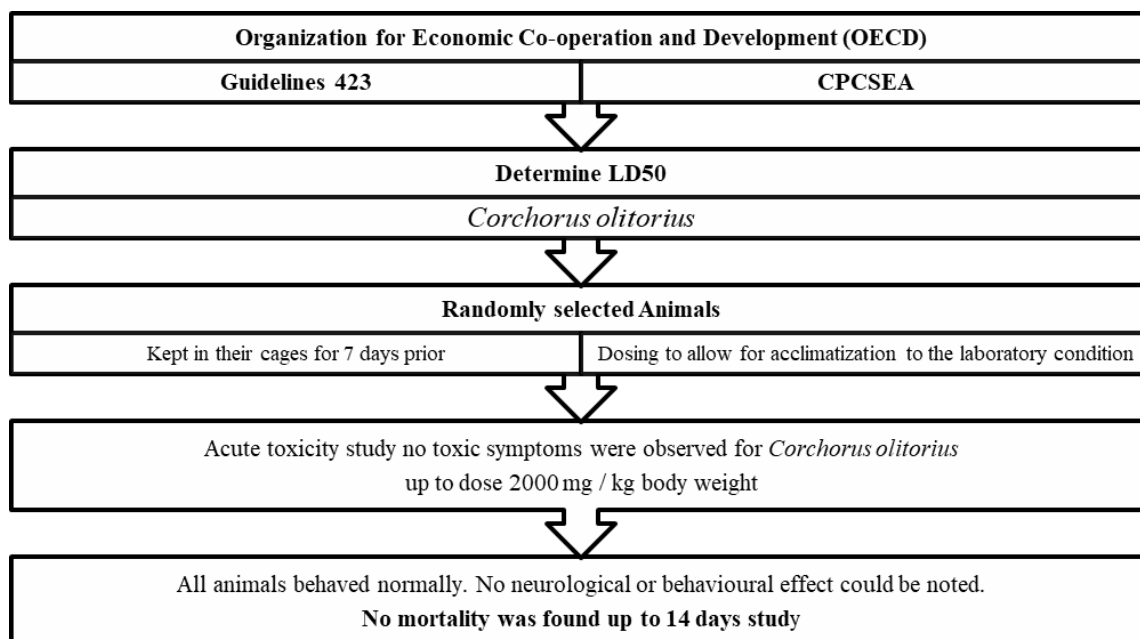 Organization for Economic Co-operation and Development (OECD)
Guidelines 423
CPCSEA
Determine LD50
Corchorus olitorius
Randomly selected Animals
Kept in their cages for 7 days prior
Dosing to allow for acclimatization to the laboratory condition
Acute toxicity study no toxic symptoms were observed for Corchorus olitorius
up to dose 2000 mg / kg body weight
All animals behaved normally. No neurological or behavioural effect could be noted.
No mortality was found up to 14 days study